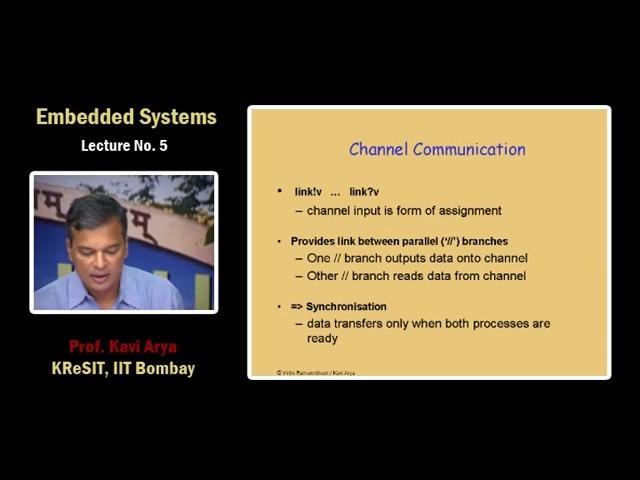 Embedded Systems
Lecture No. 5
Prof. Kavi Arya
KReSIT, IIT Bombay
Channel Communication
• link!v ... link?v
– channel input is form of assignment
• Provides link between parallel ('//') branches
– One // branch outputs data onto channel
– Other // branch reads data from channel
• => Synchronisation
– data transfers only when both processes are
ready
© Krithi Ramamritham / Kavi Arya